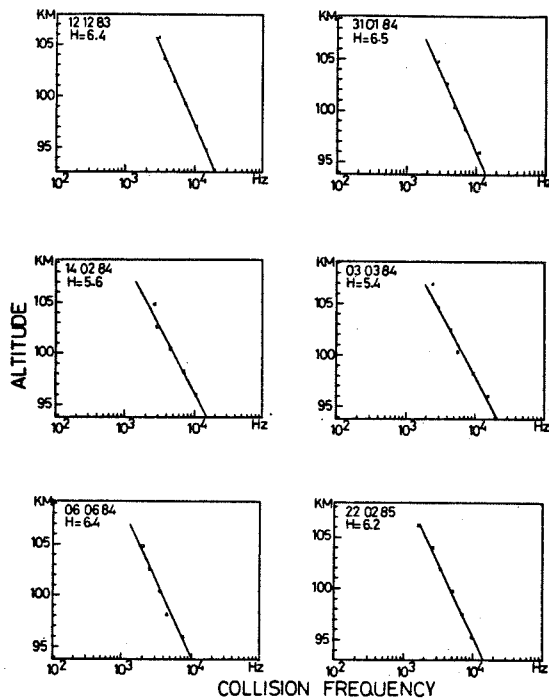 KM
12 12 83
H=6.4
105
100
95
10² 10³ 10⁴ Hz
KM
31 01 84
H=6·5
105
100
95
10² 10³ 10⁴ Hz
KM
14 02 84
H=5·6
105
100
95
10² 10³ 10⁴ Hz
KM
03 03 84
H=5.4
105
100
95
10² 10³ 10⁴ Hz
KM
06 06 84
H=6·4
105
100
95
10² 10³ 10⁴ Hz
KM
22 02 85
H=6.2
105
100
95
10² 10³ 10⁴ Hz
ALTITUDE
COLLISION FREQUENCY